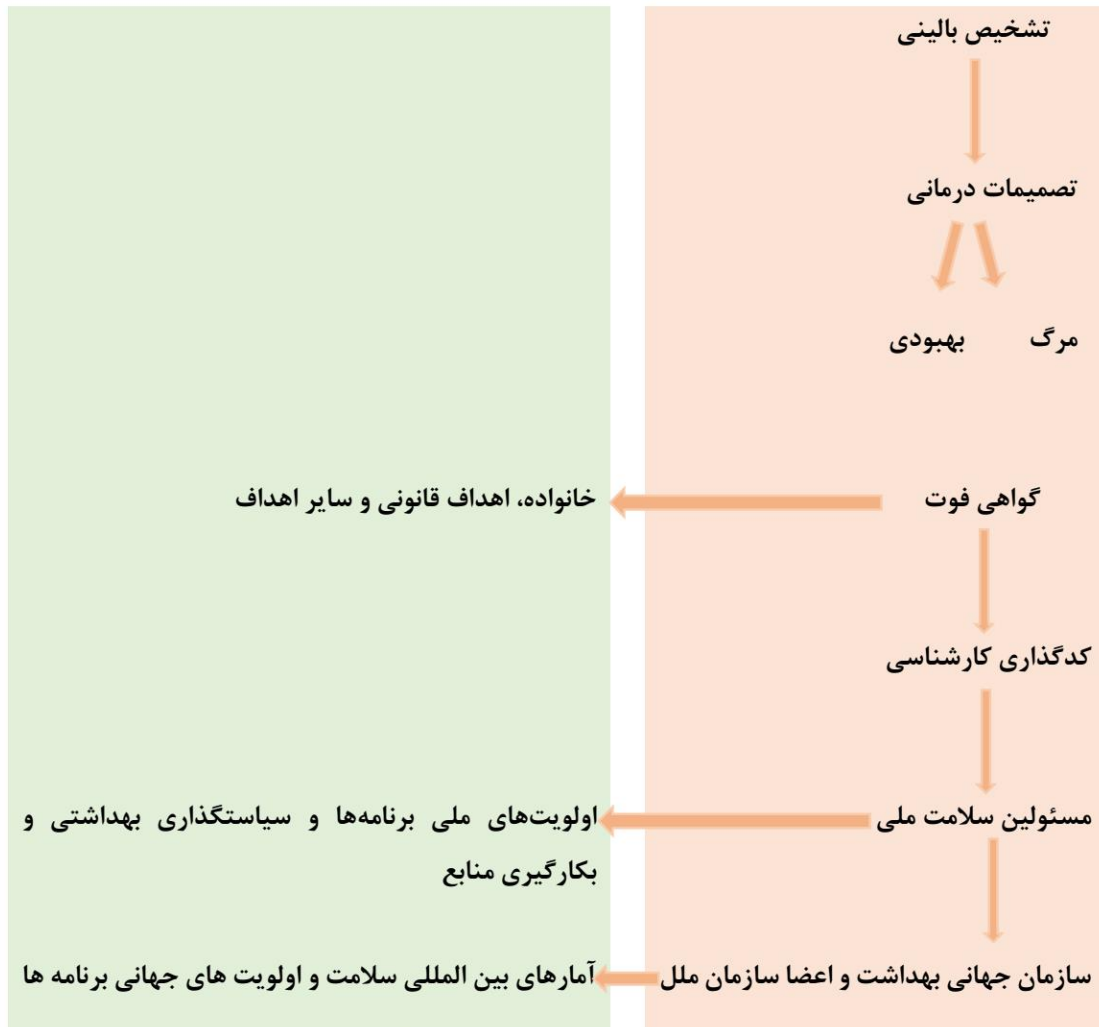 تشخیص بالینی
تصمیمات درمانی
مرگ
بهبودی
گواهی فوت
خانواده، اهداف قانونی و سایر اهداف
کدگذاری کارشناسی
مسئولین سلامت ملی
اولویت‌های ملی برنامه‌ها و سیاستگذاری بهداشتی و
بکارگیری منابع
سازمان جهانی بهداشت و اعضا سازمان ملل
آمارهای بین المللی سلامت و اولویت های جهانی برنامه ها